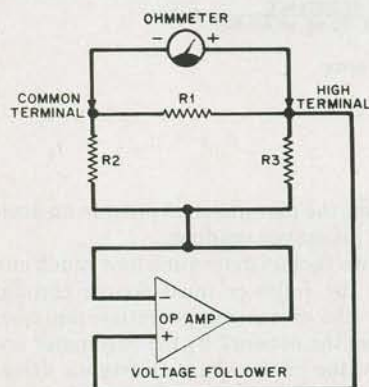 OHMMETER
- +
COMMON TERMINAL
R1
HIGH TERMINAL
R2
R3
-
OP AMP
+
VOLTAGE FOLLOWER